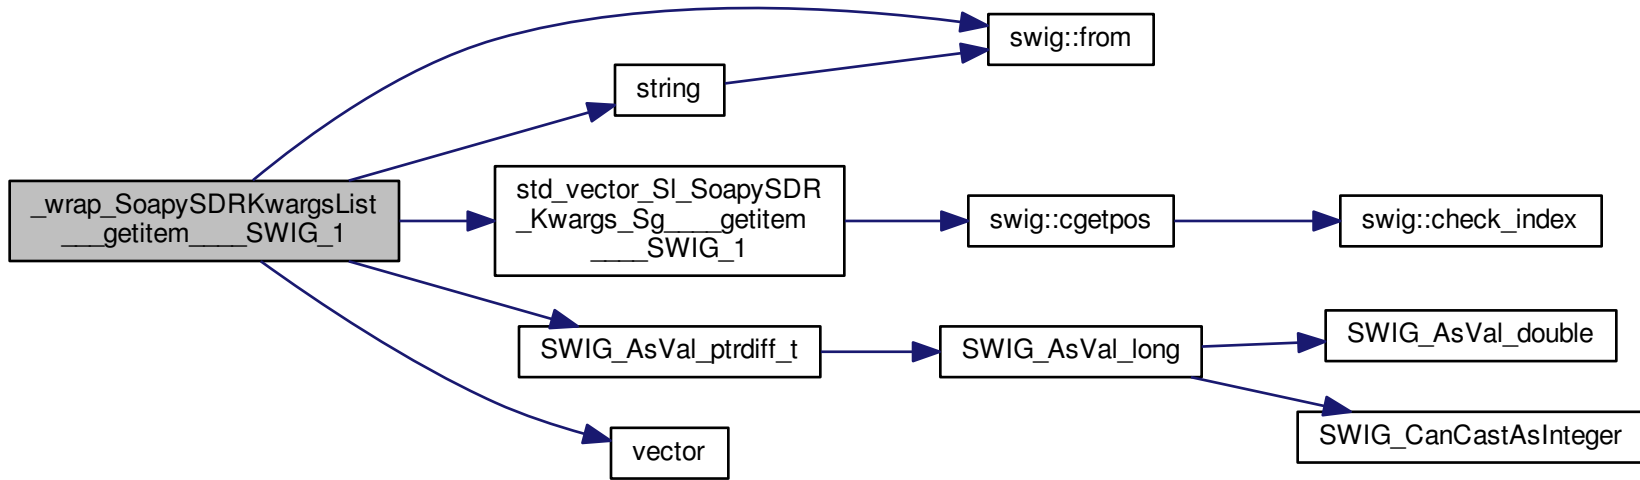 swig::from
string
_wrap_SoapySDRKwargsList
___getitem____SWIG_1
std_vector_Sl_SoapySDR
_Kwargs_Sg____getitem
____SWIG_1
swig::cgetpos
swig::check_index
SWIG_AsVal_ptrdiff_t
SWIG_AsVal_long
SWIG_AsVal_double
SWIG_CanCastAsInteger
vector